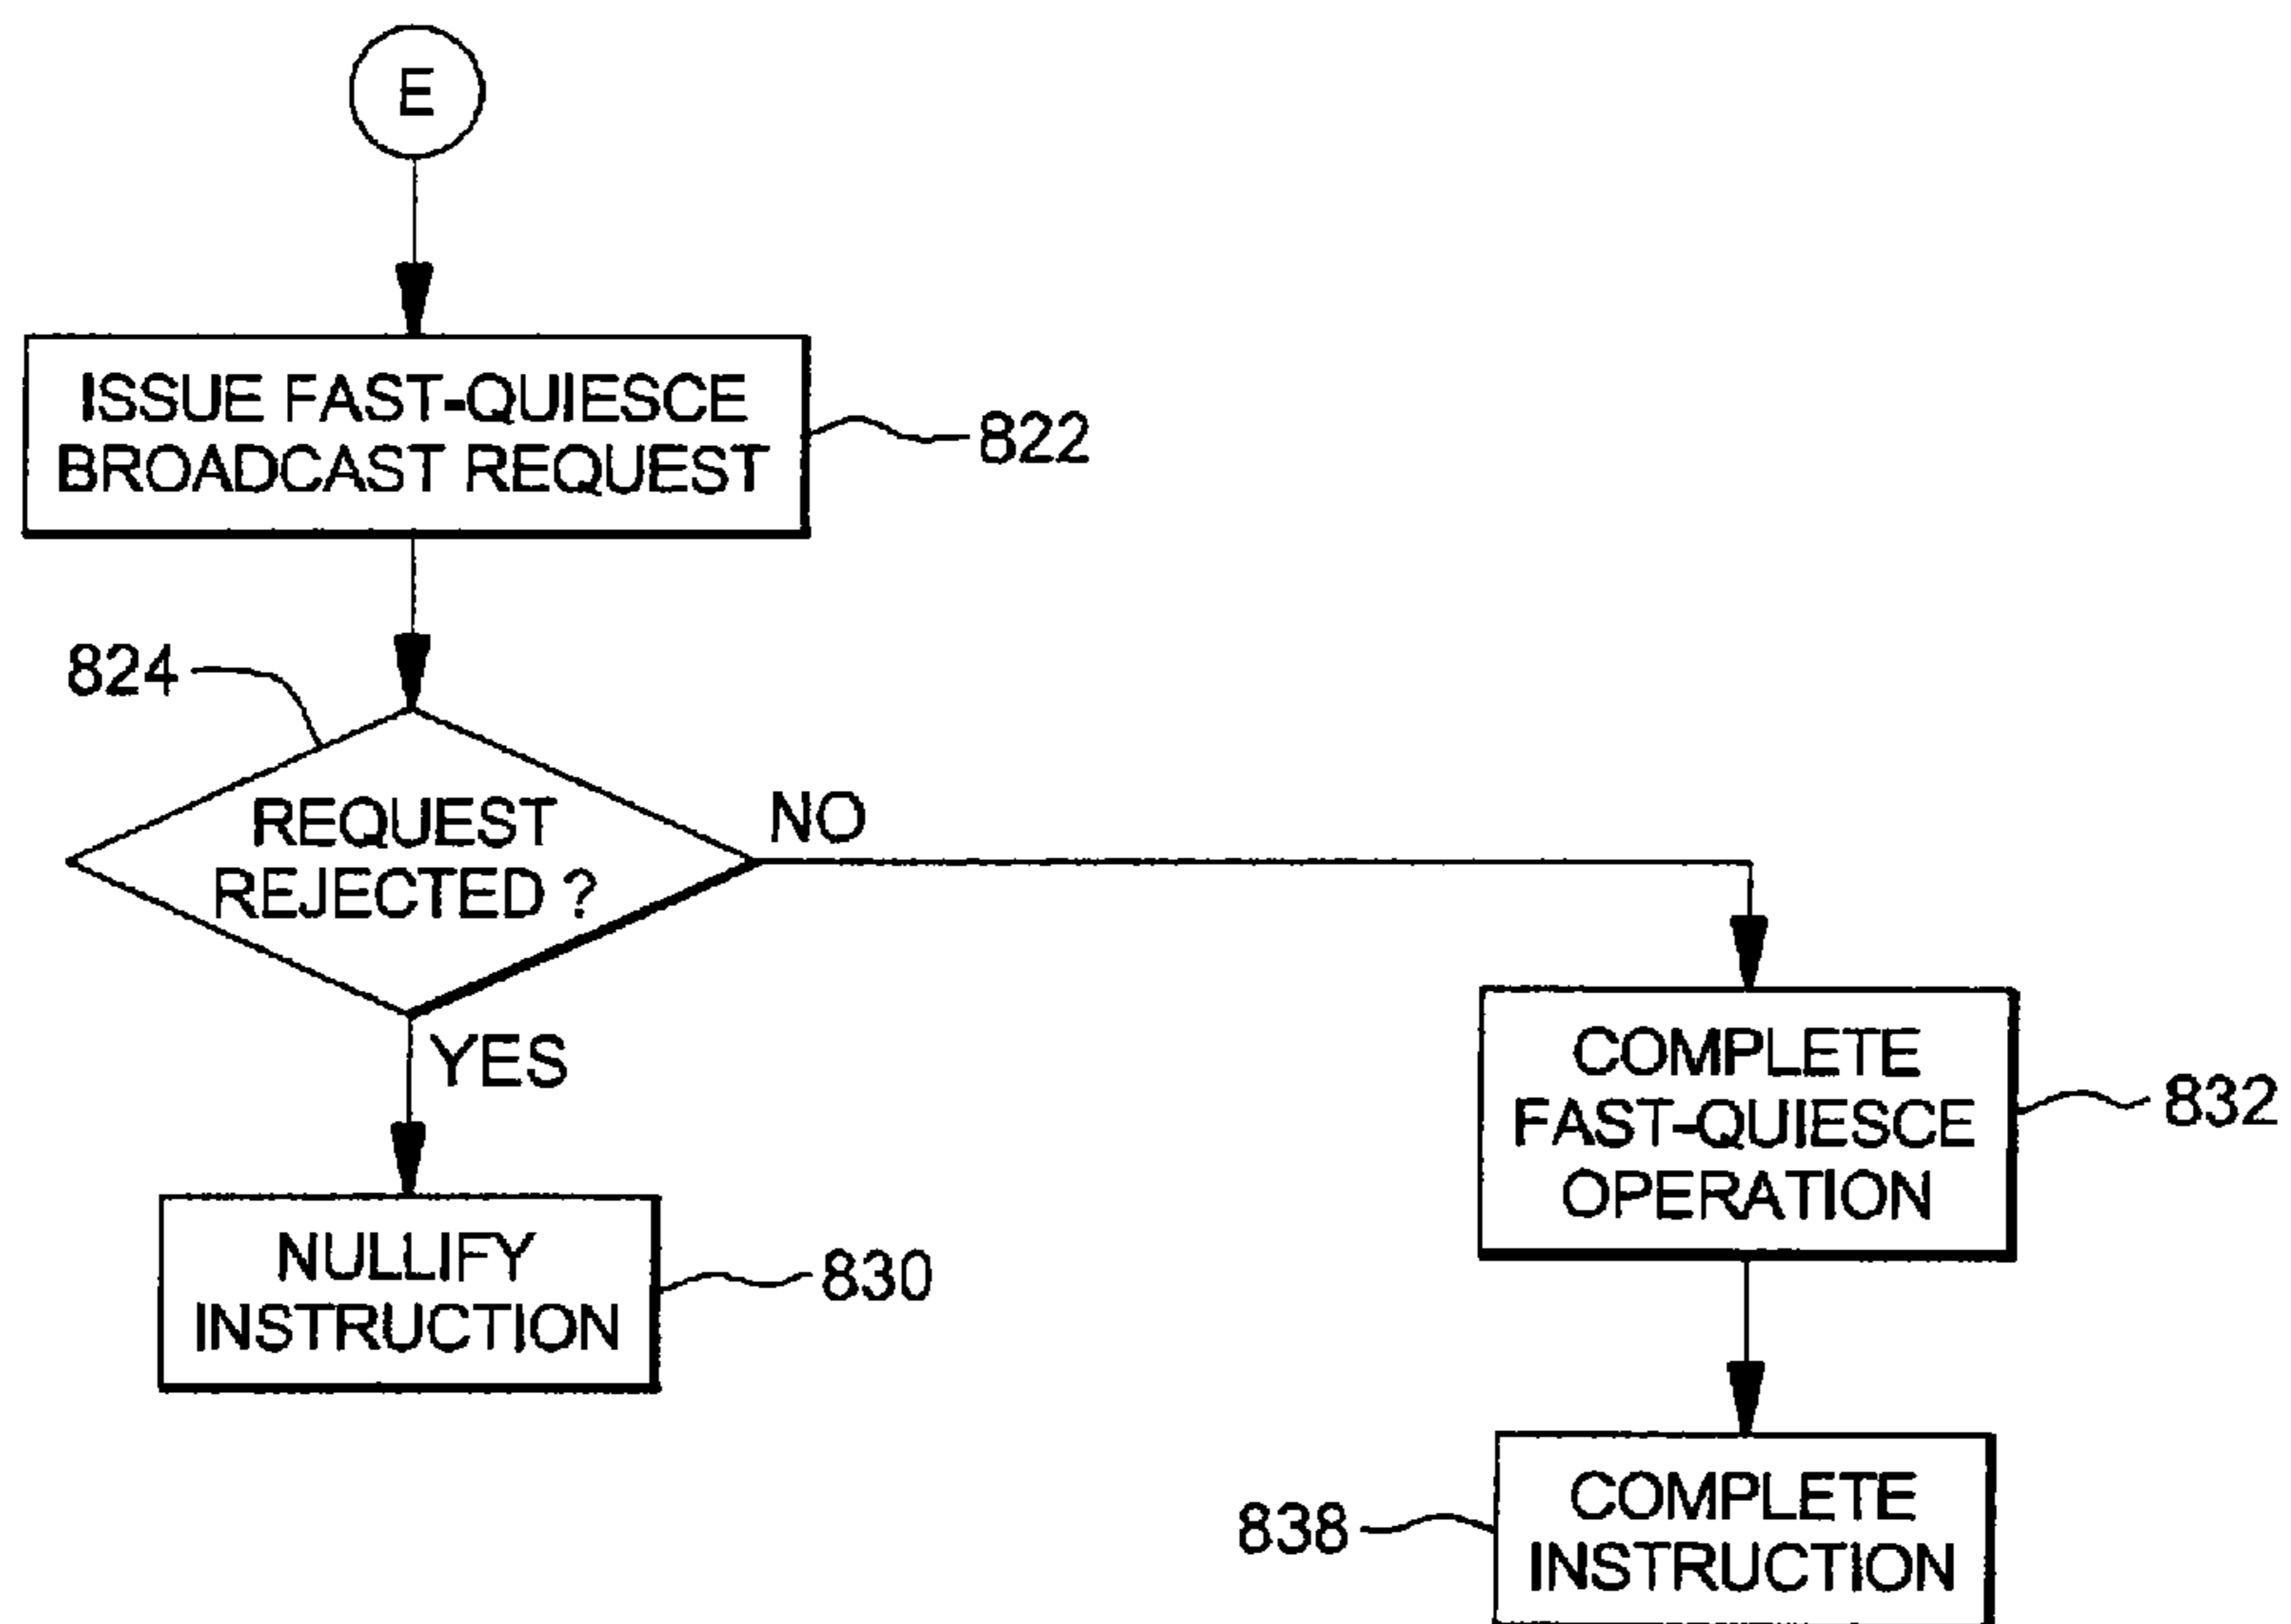 E
ISSUE FAST-QUIESCE
BROADCAST REQUEST
822
824
REQUEST
REJECTED ?
NO
YES
COMPLETE
FAST-QUIESCE
OPERATION
832
NULLIFY
INSTRUCTION
830
838
COMPLETE
INSTRUCTION